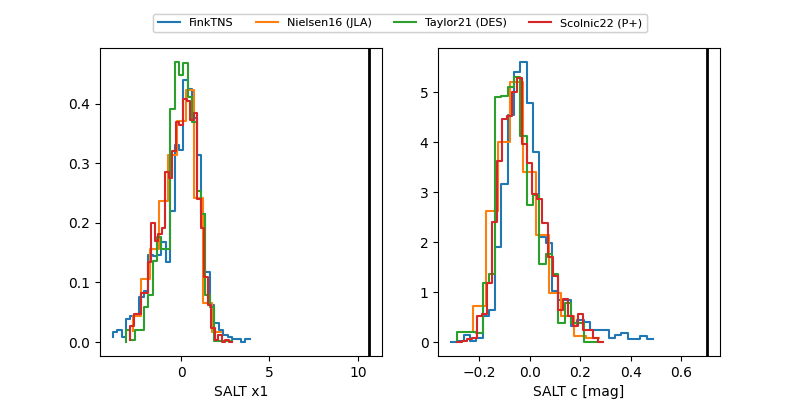 FinkTNS Nielsen16 (JLA) Taylor21 (DES) Scolnic22 (P+)
0.4
0.3
0.2
0.1
0.0
0 5 10
SALT x1
5
4
3
2
1
0
−0.2 0.0 0.2 0.4 0.6
SALT c [mag]